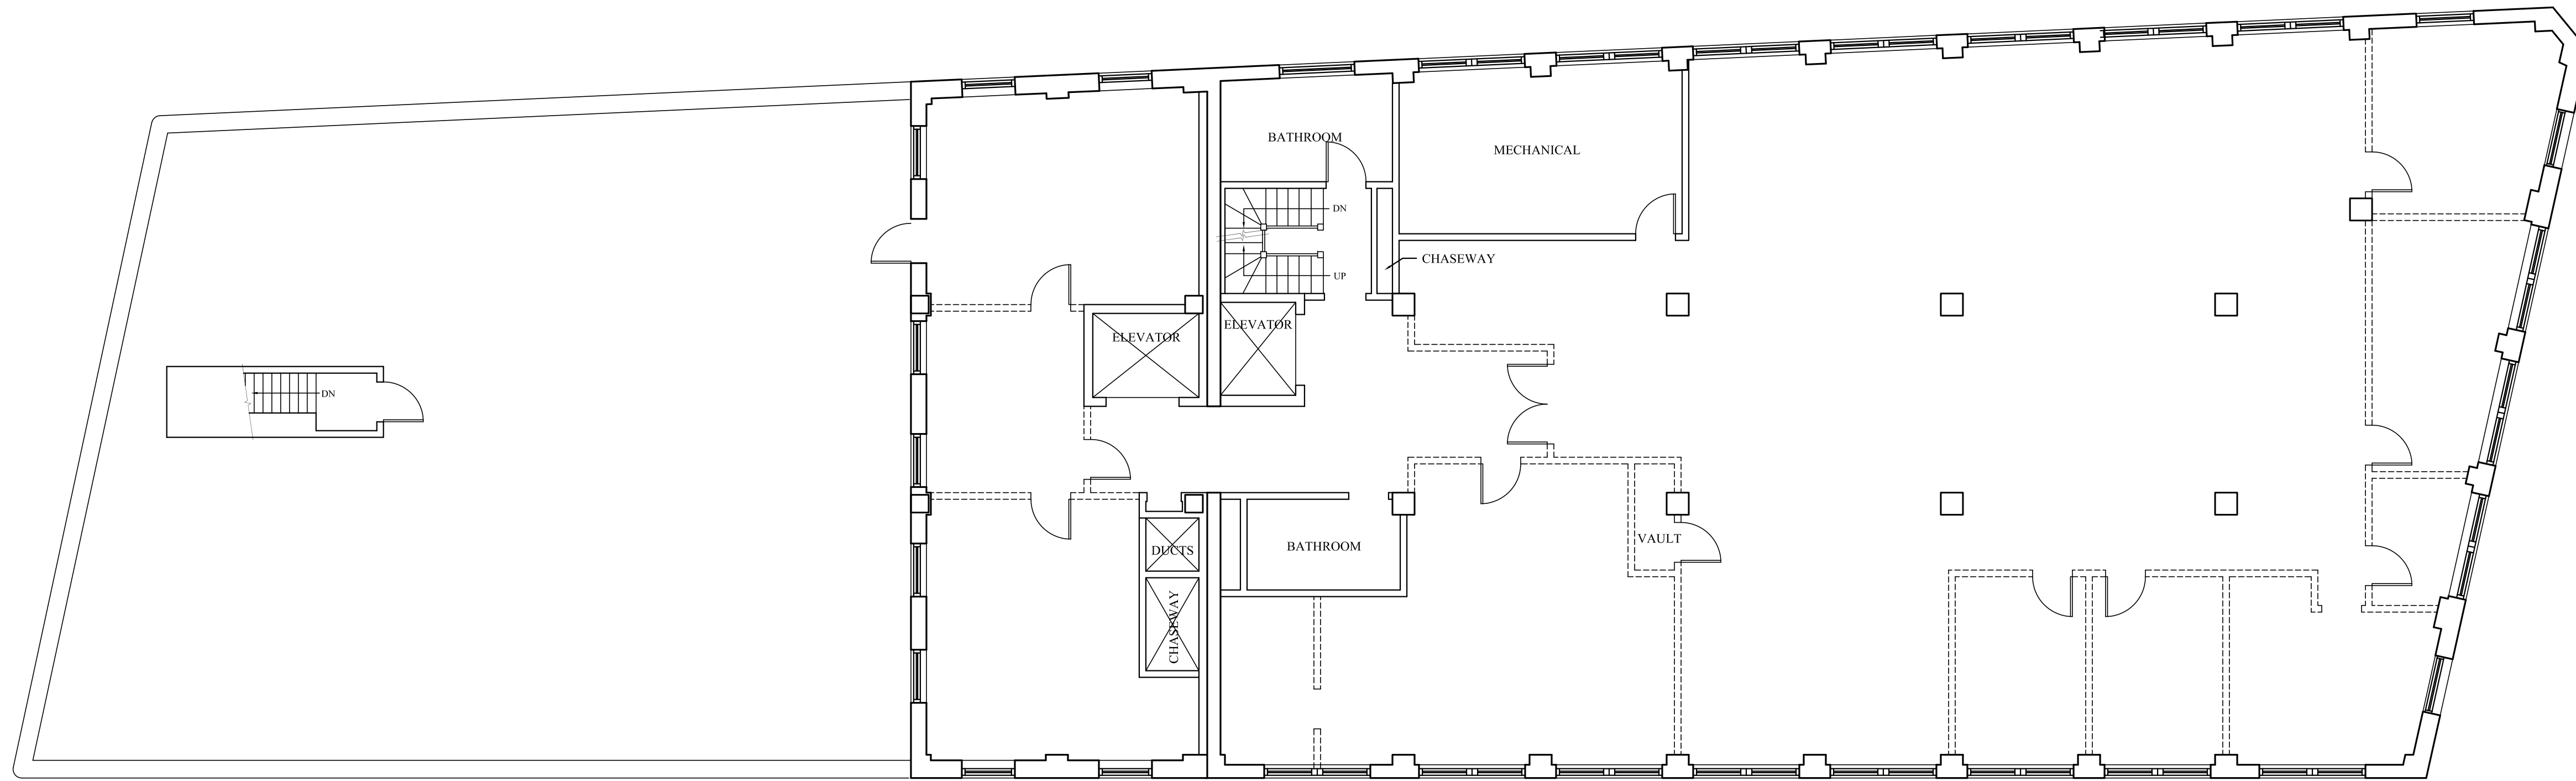 BATHROOM
MECHANICAL
DN
CHASEWAY
UP
ELEVATOR
ELEVATOR
DN
VAULT
BATHROOM
DUCTS
CHASEWAY